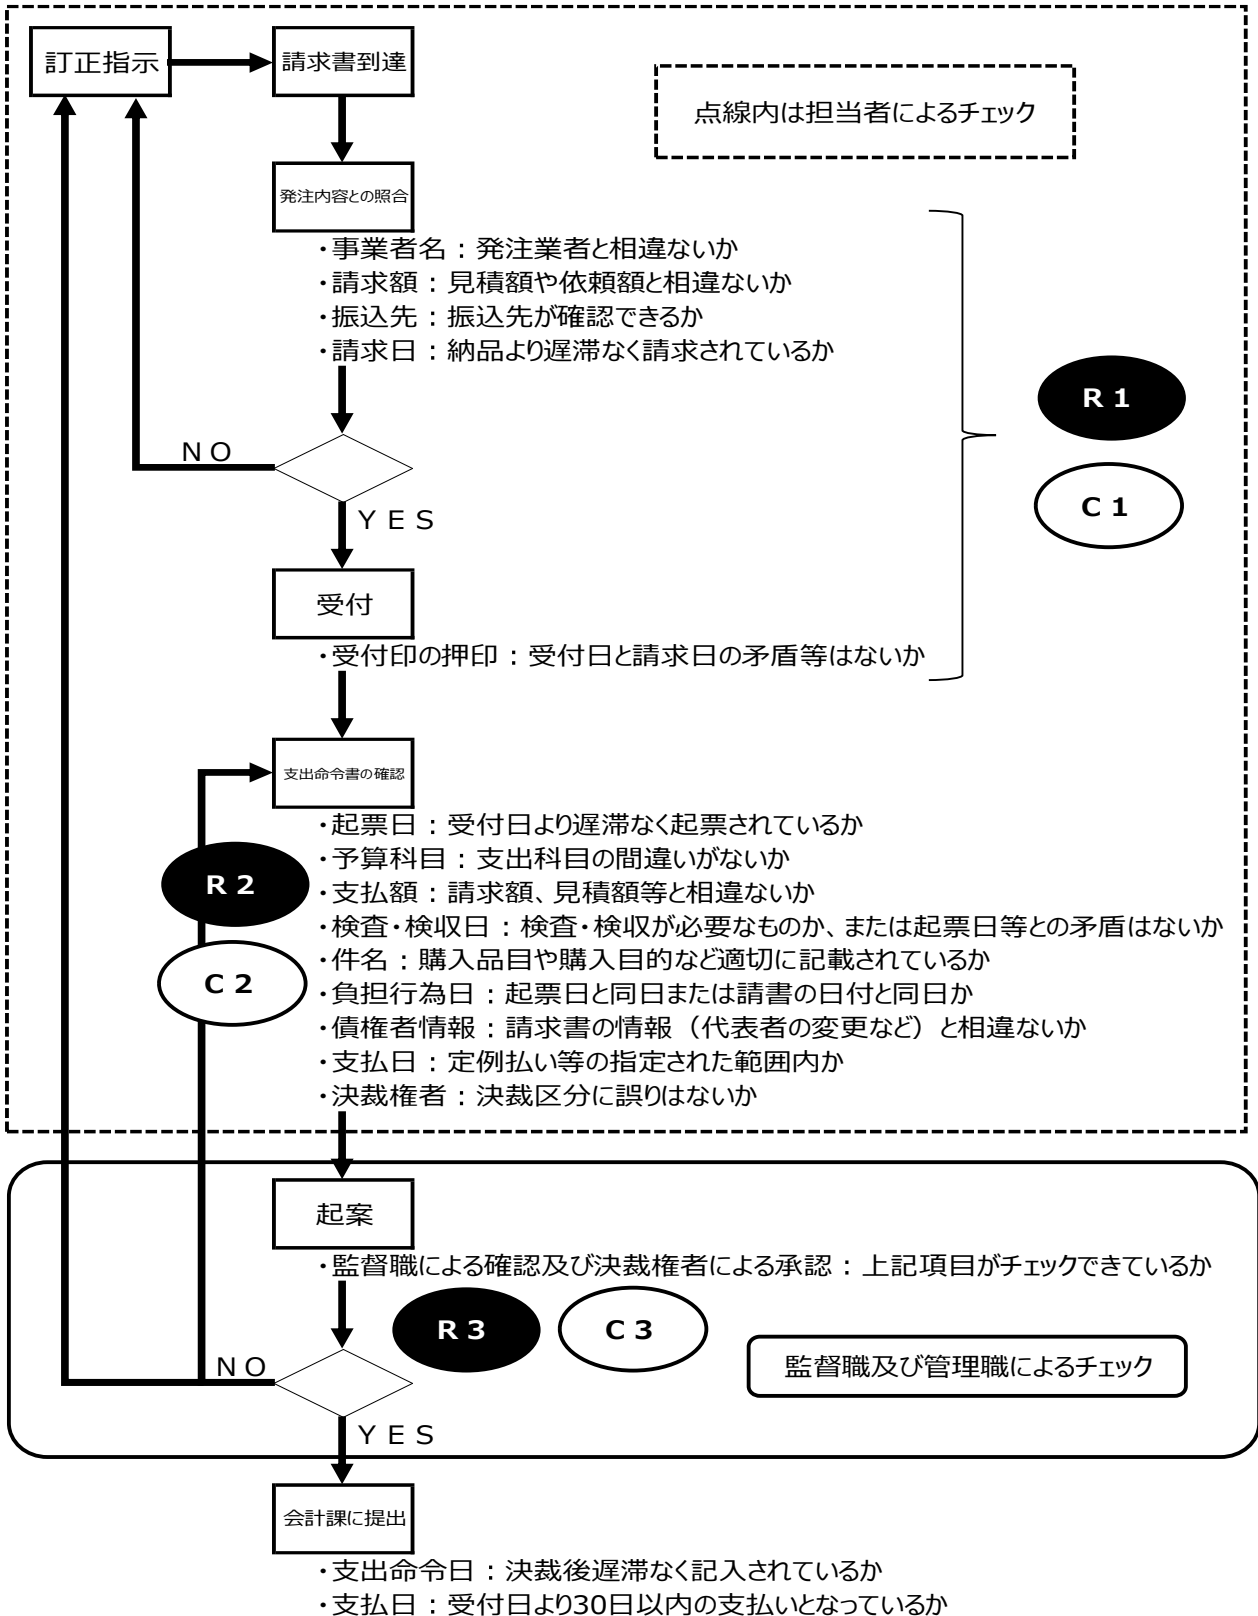 訂正指示
請求書到達
点線内は担当者によるチェック
発注内容との照合
・事業者名：発注業者と相違ないか
・請求額：見積額や依頼額と相違ないか
・振込先：振込先が確認できるか
・請求日：納品より遅滞なく請求されているか
R１
C１
ＮＯ
ＹＥＳ
受付
・受付印の押印：受付日と請求日の矛盾等はないか
支出命令書の確認
・起票日：受付日より遅滞なく起票されているか
・予算科目：支出科目の間違いがないか
・支払額：請求額、見積額等と相違ないか
・検査・検収日：検査・検収が必要なものか、または起票日等との矛盾はないか
・件名：購入品目や購入目的など適切に記載されているか
・負担行為日：起票日と同日または請書の日付と同日か
・債権者情報：請求書の情報（代表者の変更など）と相違ないか
・支払日：定例払い等の指定された範囲内か
・決裁権者：決裁区分に誤りはないか
R２
C２
起案
・監督職による確認及び決裁権者による承認：上記項目がチェックできているか
R３
C３
監督職及び管理職によるチェック
ＮＯ
ＹＥＳ
会計課に提出
・支出命令日：決裁後遅滞なく記入されているか
・支払日：受付日より30日以内の支払いとなっているか